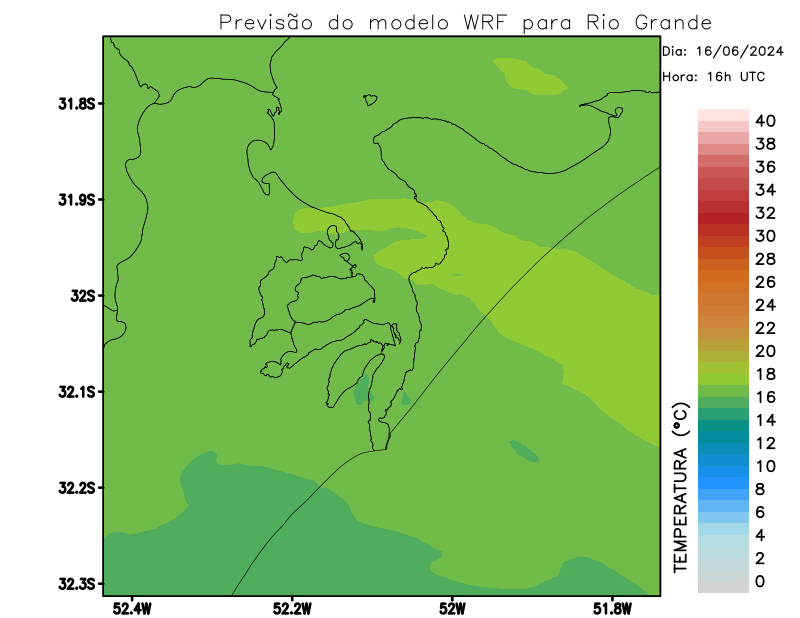 Previsão do modelo WRF para Rio Grande
Dia: 16/06/2024
Hora: 16h UTC
31.8S
31.9S
32S
32.1S
32.2S
32.3S
52.4W
52.2W
52W
51.8W
TEMPERATURA (°C)
40
38
36
34
32
30
28
26
24
22
20
18
16
14
12
10
8
6
4
2
0